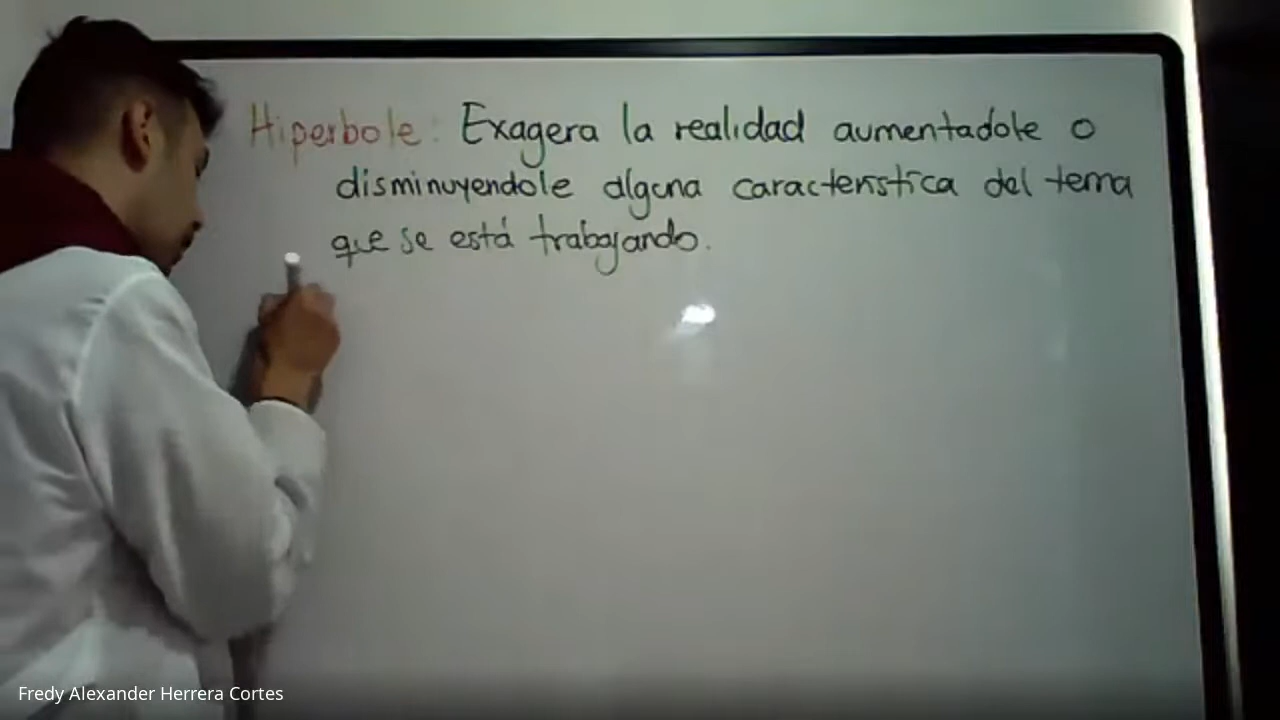 Hiperbole: Exagera la realidad aumentadole o
disminuyendole alguna caracteristica del tema
que se está trabajando.
Fredy Alexander Herrera Cortes